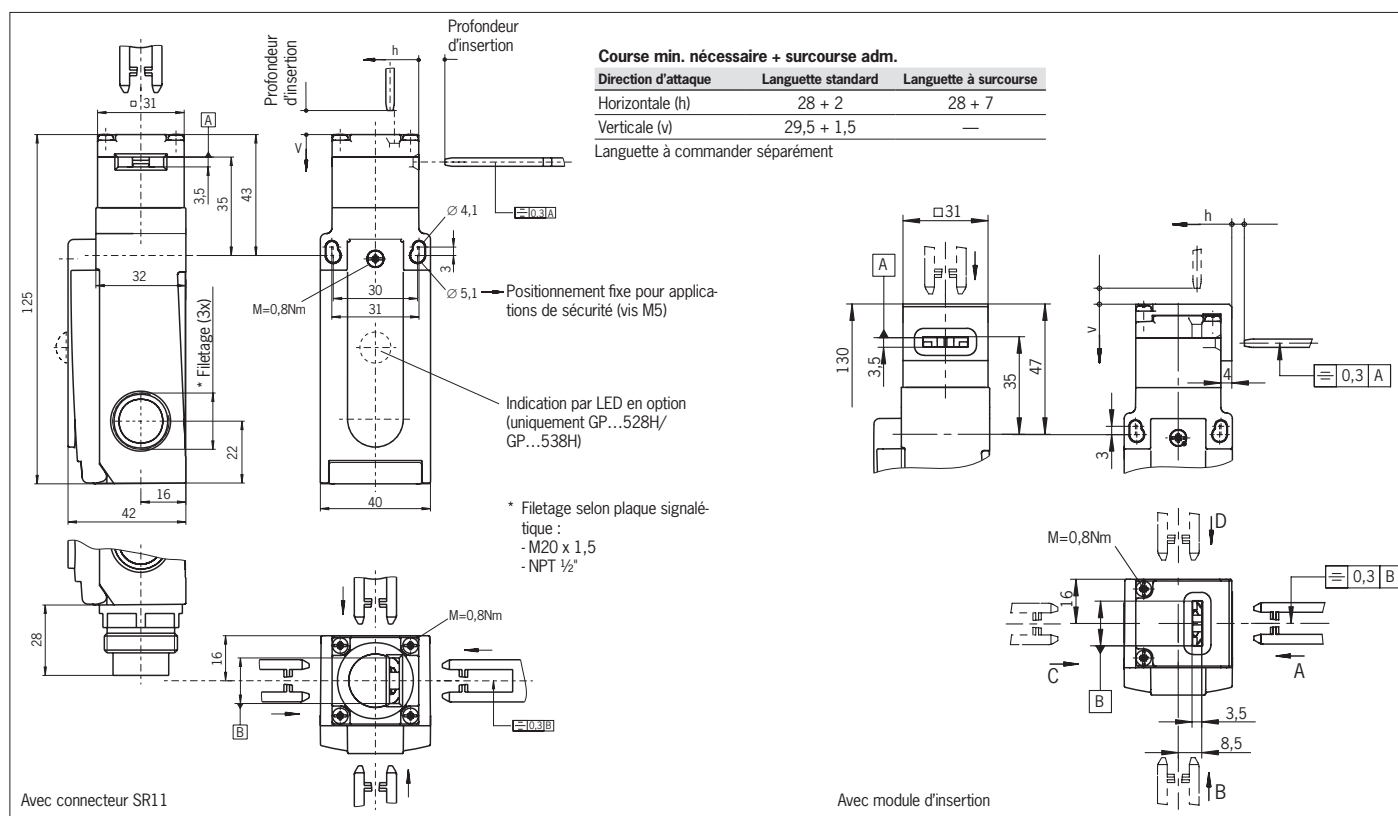 Profondeur
d'insertion
Profondeur
d'insertion
h
v
Course min. nécessaire + surcourse adm.
Direction d'attaque Languette standard Languette à surcourse
Horizontale (h) 28 + 2 28 + 7
Verticale (v) 29,5 + 1,5 —
Languette à commander séparément
□ 31
A
3,5
35
43
125
32
* Filetage (3x)
22
16
42
0,3 A
∅ 4,1
3
M=0,8Nm
30
31
∅ 5,1 Positionnement fixe pour applica-
tions de sécurité (vis M5)
Indication par LED en option
(uniquement GP...528H/
GP...538H)
40
* Filetage selon plaque signalé-
tique :
- M20 x 1,5
- NPT ½"
28
M=0,8Nm
16
B
0,3 B
Avec connecteur SR11
□31
h
A
v
130
3,5
35
47
4
0,3 A
3
D
M=0,8Nm
16
0,3 B
C
A
B
3,5
8,5
B
Avec module d'insertion